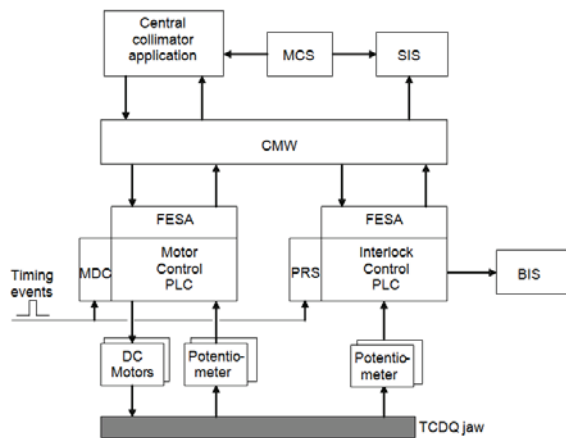 Central
collimator
application
MCS
SIS
CMW
FESA
FESA
MDC
Motor
Control
PLC
PRS
Interlock
Control
PLC
BIS
Timing
events
DC
Motors
Potentio-
meter
Potentio-
meter
TCDQ jaw